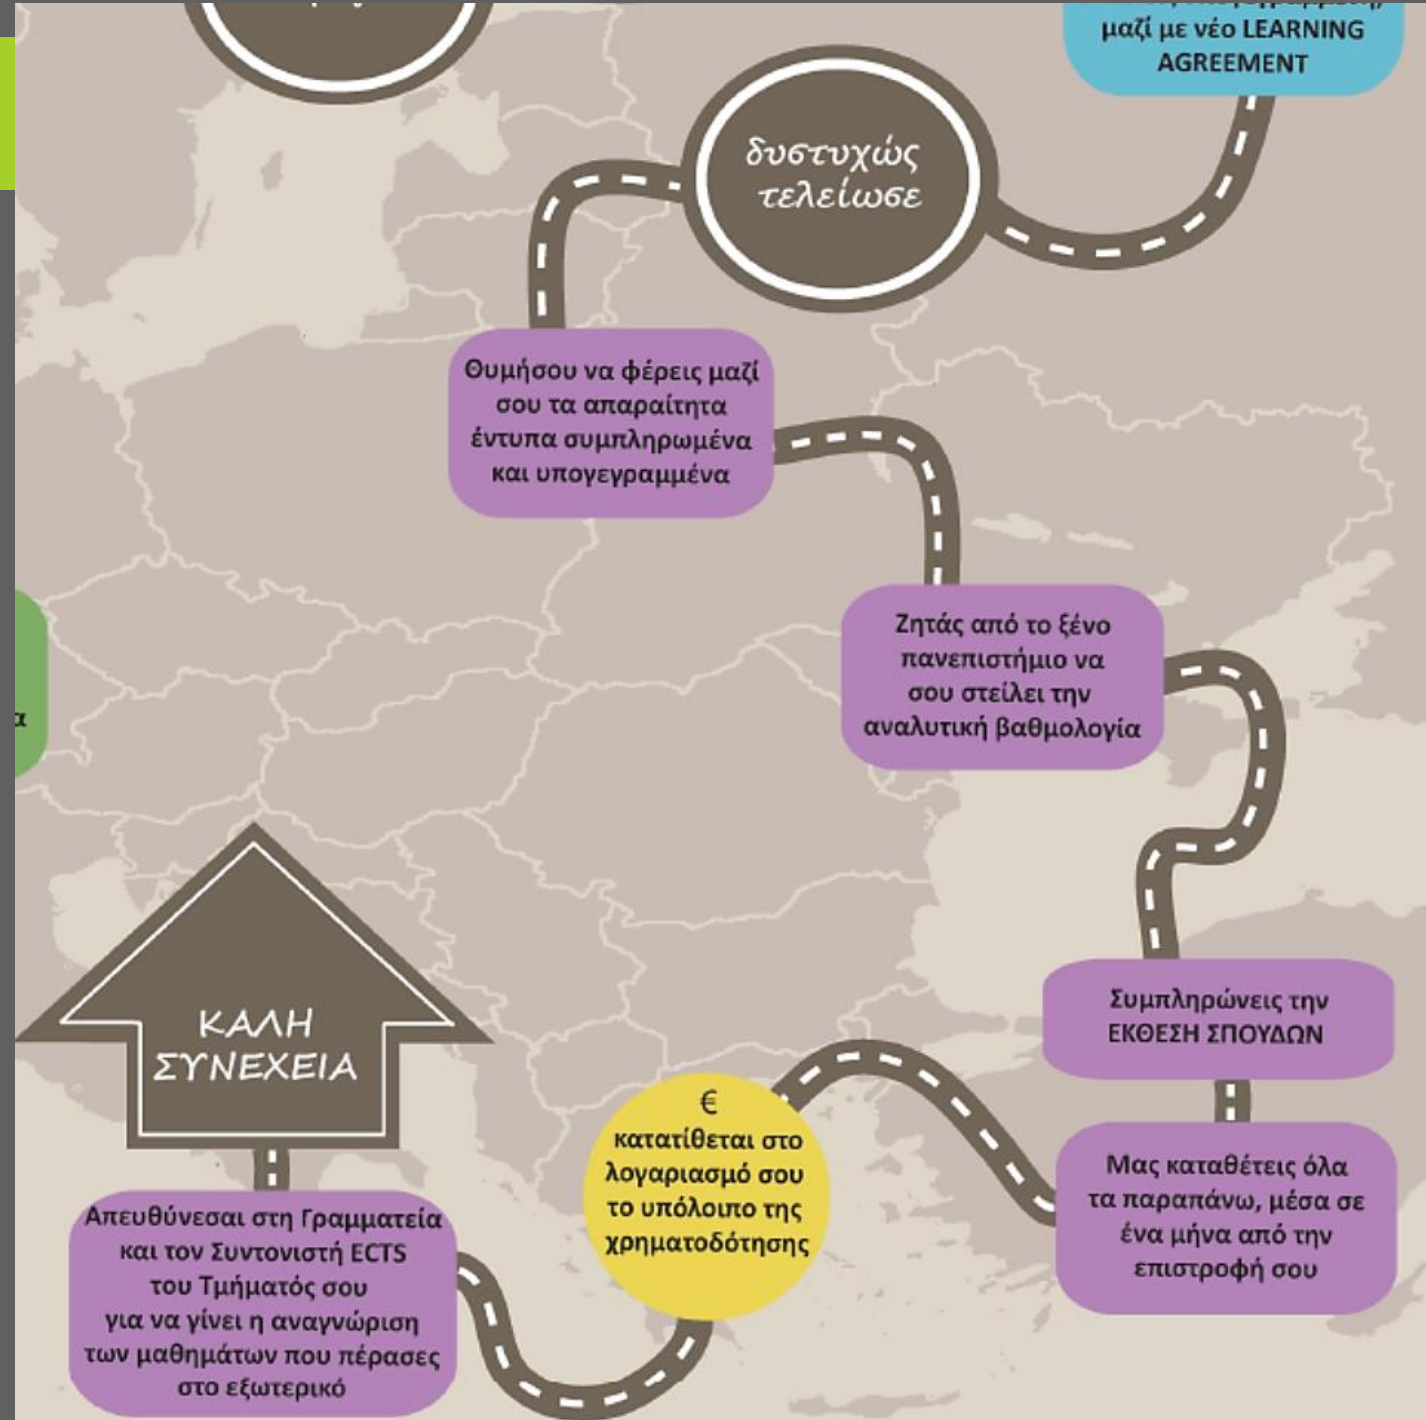 μαζί με νέο LEARNING
AGREEMENT
δυστυχώς
τελείωσε
Θυμήσου να φέρεις μαζί
σου τα απαραίτητα
έντυπα συμπληρωμένα
και υπογεγραμμένα
Ζητάς από το ξένο
πανεπιστήμιο να
σου στείλει την
αναλυτική βαθμολογία
Συμπληρώνεις την
ΕΚΘΕΣΗ ΣΠΟΥΔΩΝ
Μας καταθέτεις όλα
τα παραπάνω, μέσα σε
ένα μήνα από την
επιστροφή σου
€
κατατίθεται στο
λογαριασμό σου
το υπόλοιπο της
χρηματοδότησης
Απευθύνεσαι στη Γραμματεία
και τον Συντονιστή ECTS
του Τμήματός σου
για να γίνει η αναγνώριση
των μαθημάτων που πέρασες
στο εξωτερικό
ΚΑΛΗ
ΣΥΝΕΧΕΙΑ